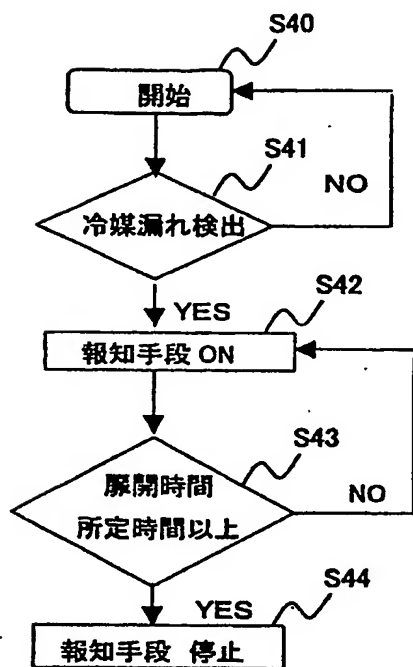 S40
開始
S41
NO
冷媒漏れ検出
YES
S42
報知手段 ON
S43
扉開時間
所定時間以上
NO
YES
S44
報知手段 停止